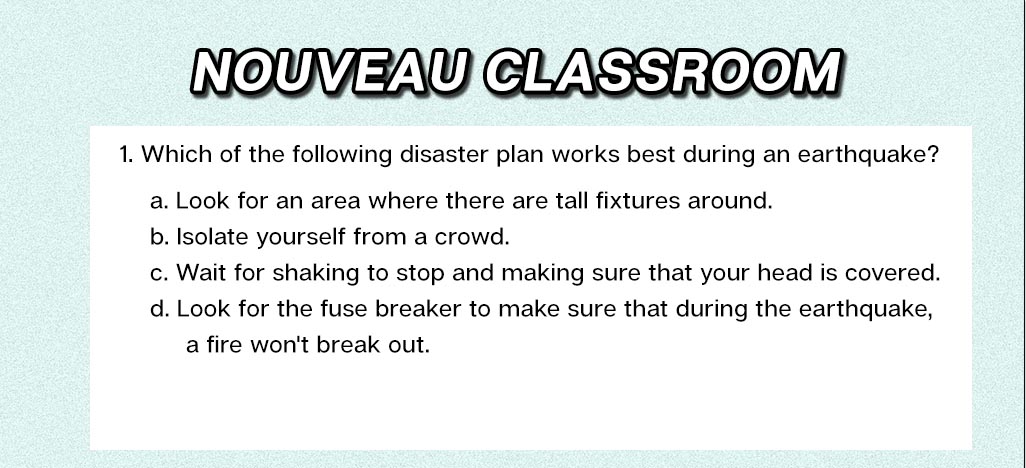 NOUVEAU CLASSROOM
1. Which of the following disaster plan works best during an earthquake?
a. Look for an area where there are tall fixtures around.
b. Isolate yourself from a crowd.
c. Wait for shaking to stop and making sure that your head is covered.
d. Look for the fuse breaker to make sure that during the earthquake,
a fire won't break out.